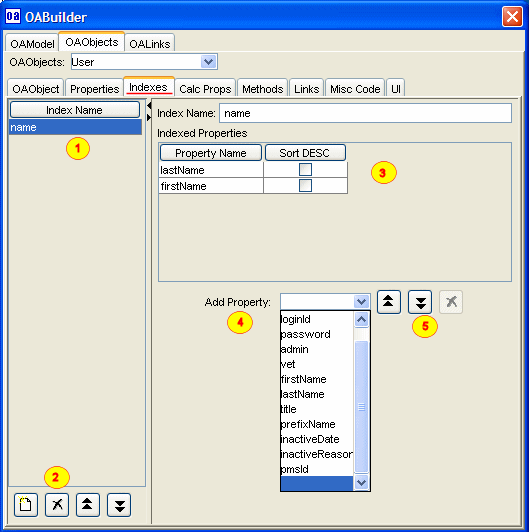 oa OABuilder
OAModel OAObjects OALinks
OAObjects: User
OAObject Properties Indexes Calc Props Methods Links Misc Code UI
Index Name
name
1
2
Index Name: name
Indexed Properties
Property Name Sort DESC
lastName
firstName
3
Add Property:
4
5
loginId
password
admin
vet
firstName
lastName
title
prefixName
inactiveDate
inactiveReason
pmsId